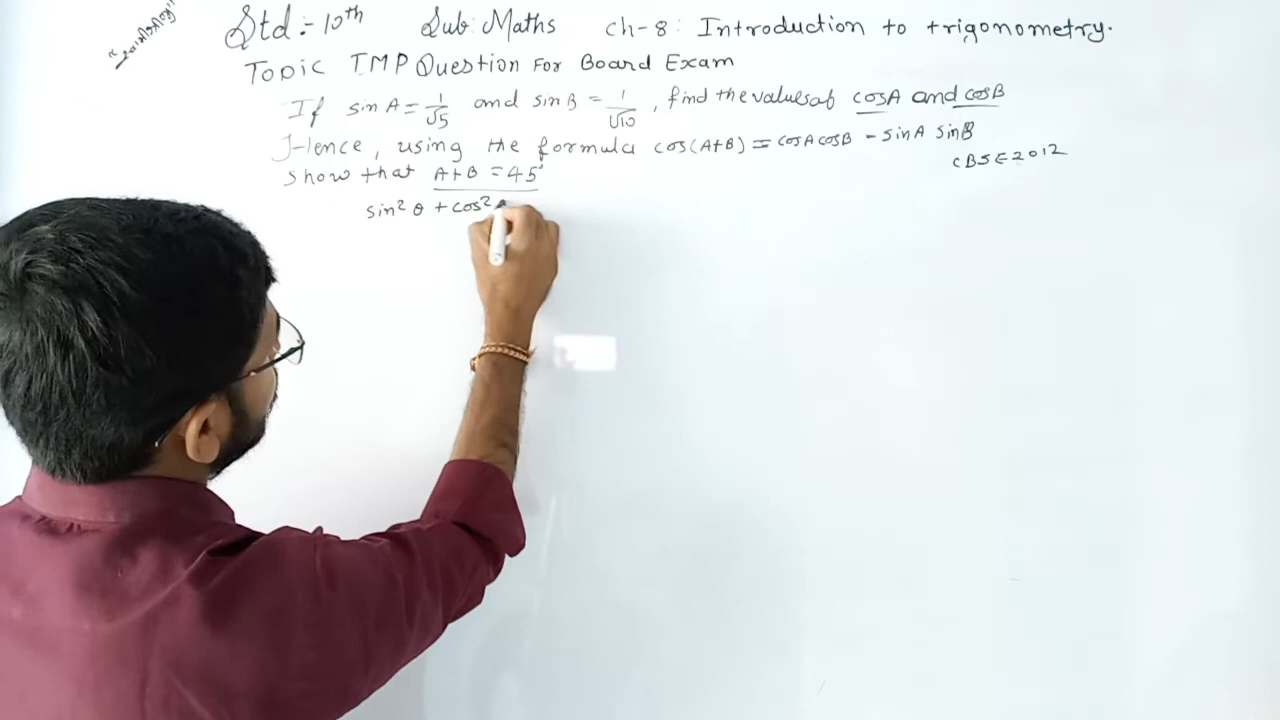 Std:- 10th Sub: Maths Ch-8: Introduction to trigonometry.
Topic IMP Question For Board Exam
If sin A = 1/√5 and sin B = 1/√10, find the values of cosA and cosB
Hence, using the formula cos(A+B) = cosA cosB - sinA sinB
CBSE 2012
show that A+B = 45°
sin² θ + cos²